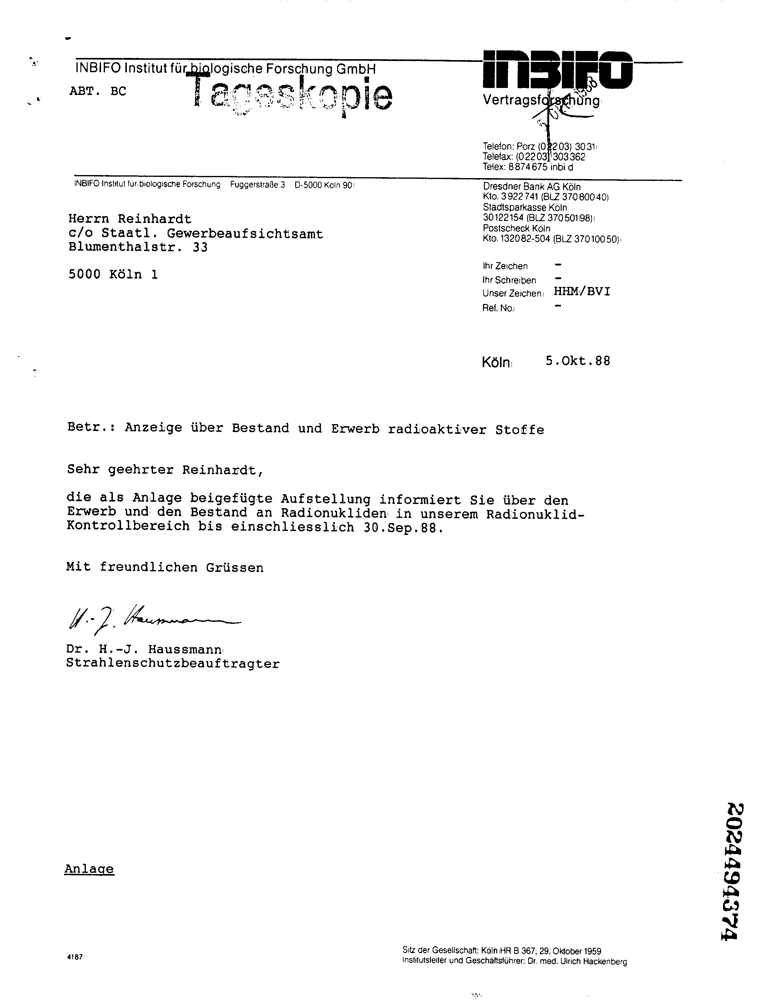 INBIFO Institut für biologische Forschung GmbH
ABT. BC
Tageskopie
INBIFO
Vertragsforschung
Telefon: Porz (02203) 3031
Telefax: (02203) 303362
Telex: 8874675 inbi d
INBIFO Institut für biologische Forschung Fuggerstraße 3 D-5000 Köln 90
Dresdner Bank AG Köln
Kto. 3922741 (BLZ 37080040)
Stadtsparkasse Köln
30122154 (BLZ 37050198)
Postscheck Köln
Kto. 132082-504 (BLZ 37010050)
Herrn Reinhardt
c/o Staatl. Gewerbeaufsichtsamt
Blumenthalstr. 33
5000 Köln 1
Ihr Zeichen -
Ihr Schreiben -
Unser Zeichen HHM/BVI
Ref. No. -
Köln 5.Okt.88
Betr.: Anzeige über Bestand und Erwerb radioaktiver Stoffe
Sehr geehrter Reinhardt,
die als Anlage beigefügte Aufstellung informiert Sie über den
Erwerb und den Bestand an Radionukliden in unserem Radionuklid-
Kontrollbereich bis einschliesslich 30.Sep.88.
Mit freundlichen Grüssen
H.-J. Haussmann
Dr. H.-J. Haussmann
Strahlenschutzbeauftragter
Anlage
2024494374
4187
Sitz der Gesellschaft: Köln HR B 367, 29. Oktober 1959
Institutsleiter und Geschäftsführer: Dr. med. Ulrich Hackenberg